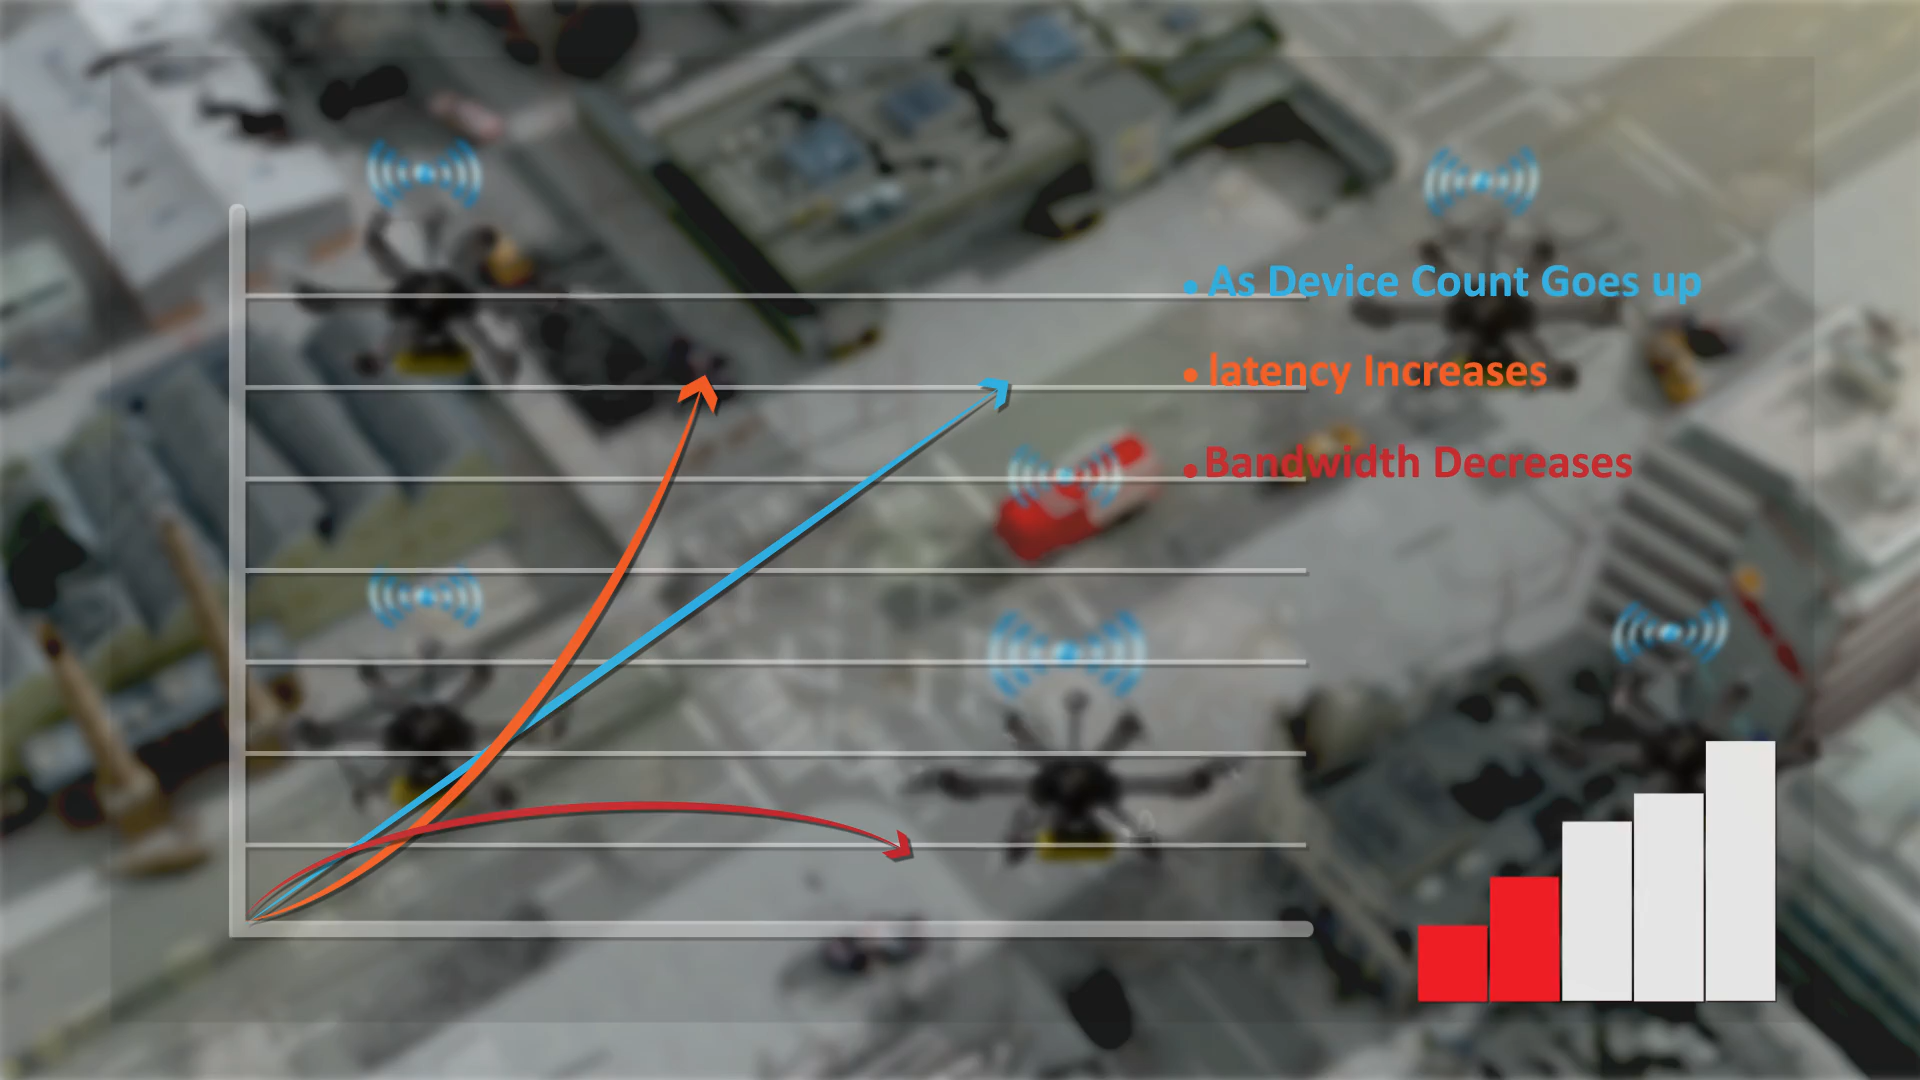 • As Device Count Goes up
• latency Increases
• Bandwidth Decreases